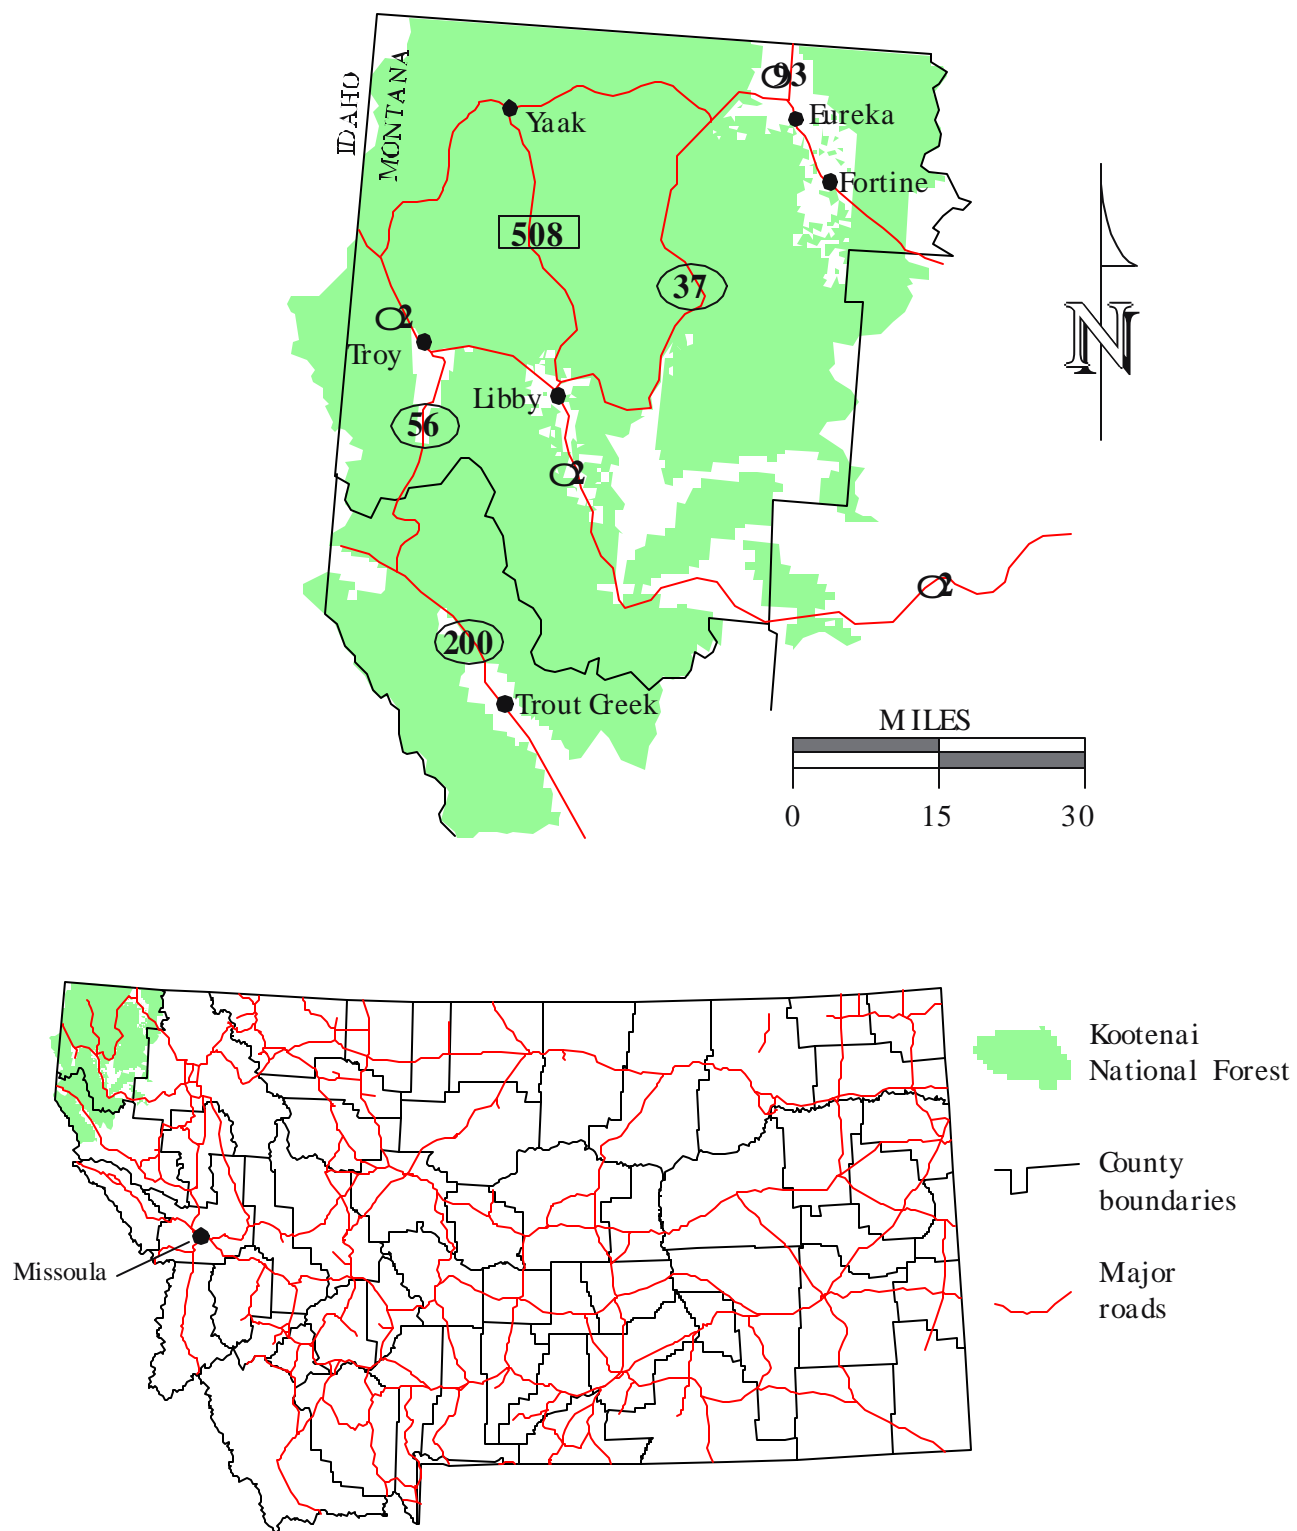 IDAHO
MONTANA
93
Eureka
Yaak
Fortine
508
37
2
Troy
Libby
56
2
N
2
200
Trout Creek
MILES
0 15 30
Kootenai
National Forest
County
boundaries
Missoula
Major
roads